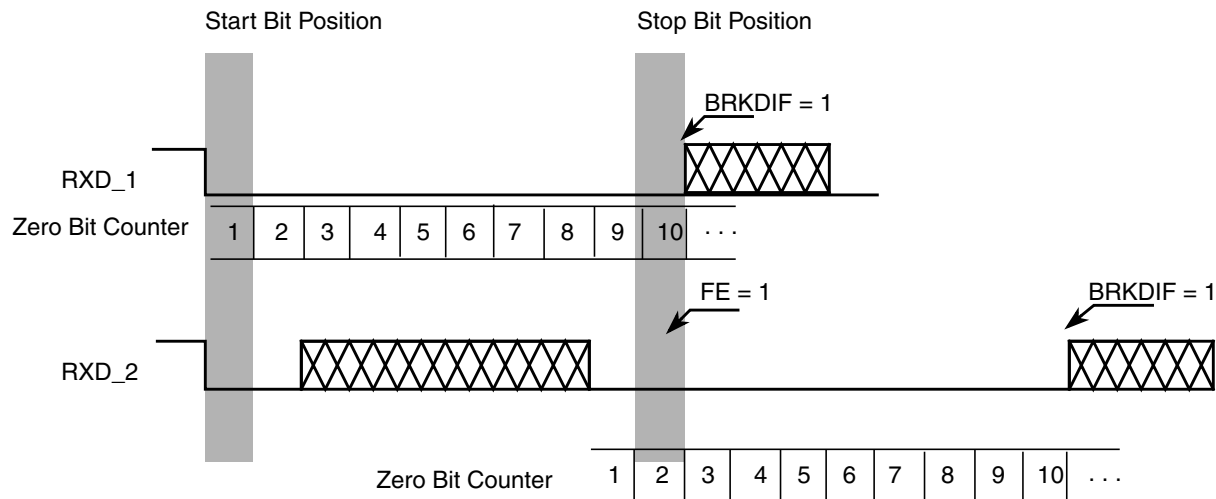 Start Bit Position
Stop Bit Position
BRKDIF = 1
RXD_1
Zero Bit Counter
1 2 3 4 5 6 7 8 9 10 . . .
FE = 1
BRKDIF = 1
RXD_2
Zero Bit Counter
1 2 3 4 5 6 7 8 9 10 . . .